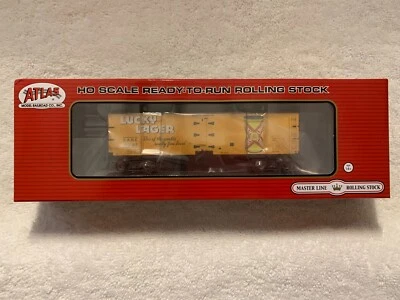 ATLAS
MODEL RAILROAD CO., INC.
HO SCALE READY-TO-RUN ROLLING STOCK
LUCKY
LAGER
MASTER LINE ROLLING STOCK